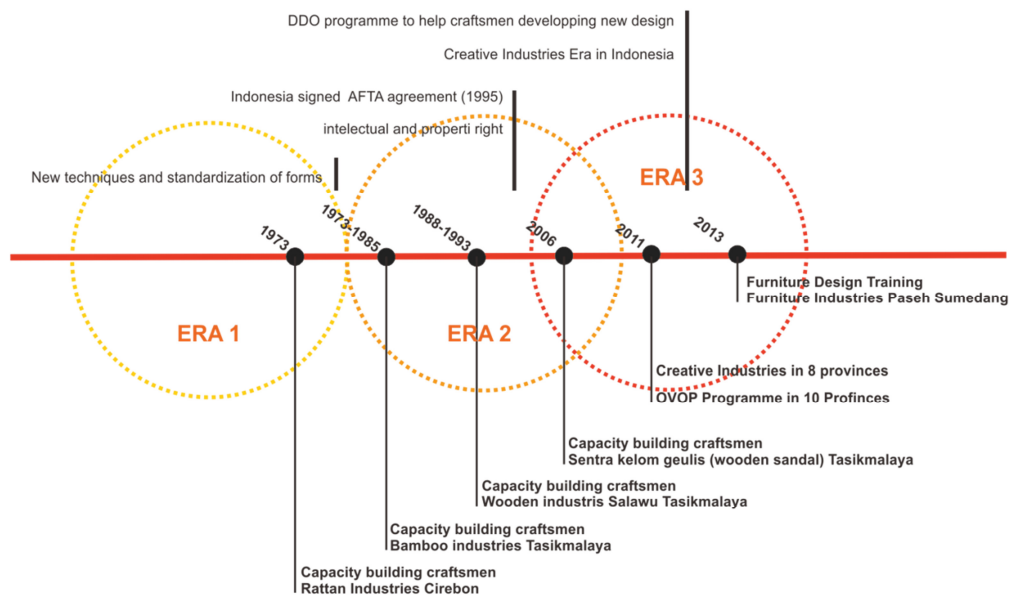 DDO programme to help craftsmen developping new design
Creative Industries Era in Indonesia
Indonesia signed AFTA agreement (1995)
intelectual and properti right
New techniques and standardization of forms
ERA 3
1973
1973-1985
1988-1993
2006
2011
2013
ERA 1
ERA 2
Furniture Design Training
Furniture Industries Paseh Sumedang
Creative Industries in 8 provinces
OVOP Programme in 10 Profinces
Capacity building craftsmen
Sentra kelom geulis (wooden sandal) Tasikmalaya
Capacity building craftsmen
Wooden industris Salawu Tasikmalaya
Capacity building craftsmen
Bamboo industries Tasikmalaya
Capacity building craftsmen
Rattan Industries Cirebon